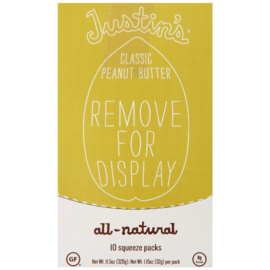 Justin's
CLASSIC
PEANUT BUTTER
REMOVE
FOR
DISPLAY
all-natural
10 squeeze packs
GF
Net Wt. 11.5oz (320g) Net Wt. 1.15oz (32g) per pack